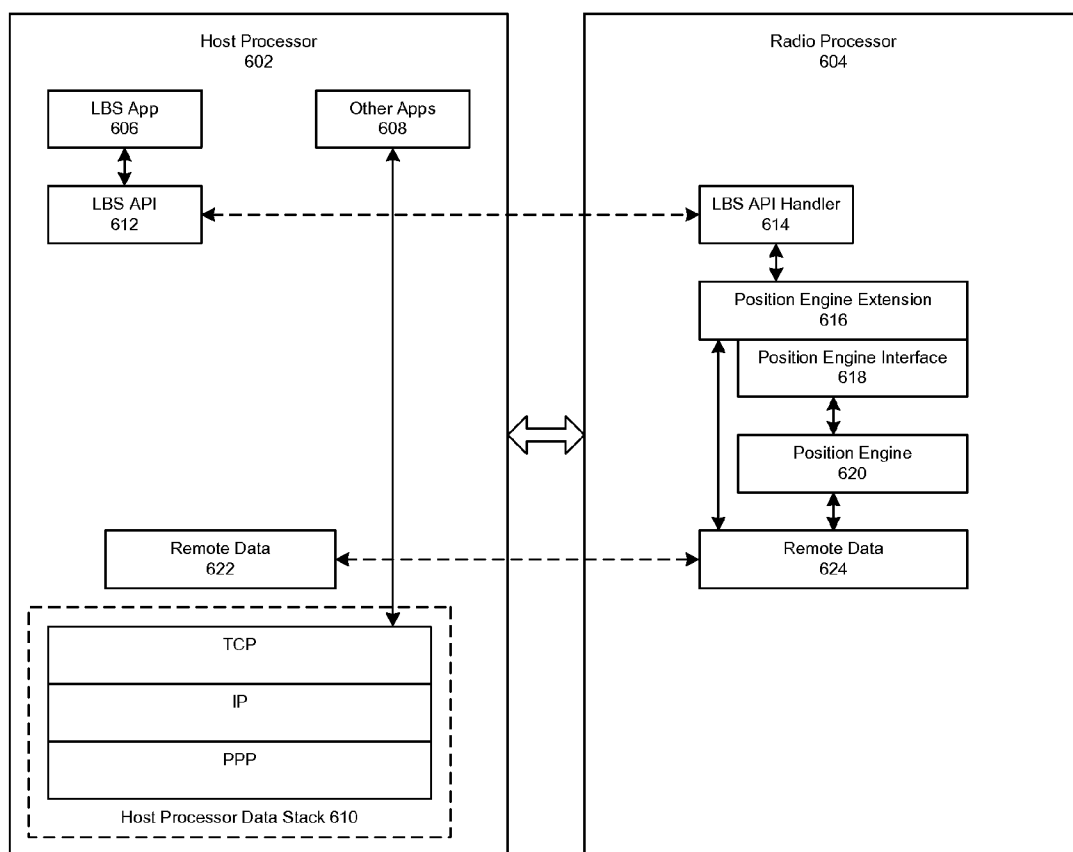 Host Processor
602
LBS App
606
Other Apps
608
LBS API
612
Remote Data
622
TCP
IP
PPP
Host Processor Data Stack 610
Radio Processor
604
LBS API Handler
614
Position Engine Extension
616
Position Engine Interface
618
Position Engine
620
Remote Data
624